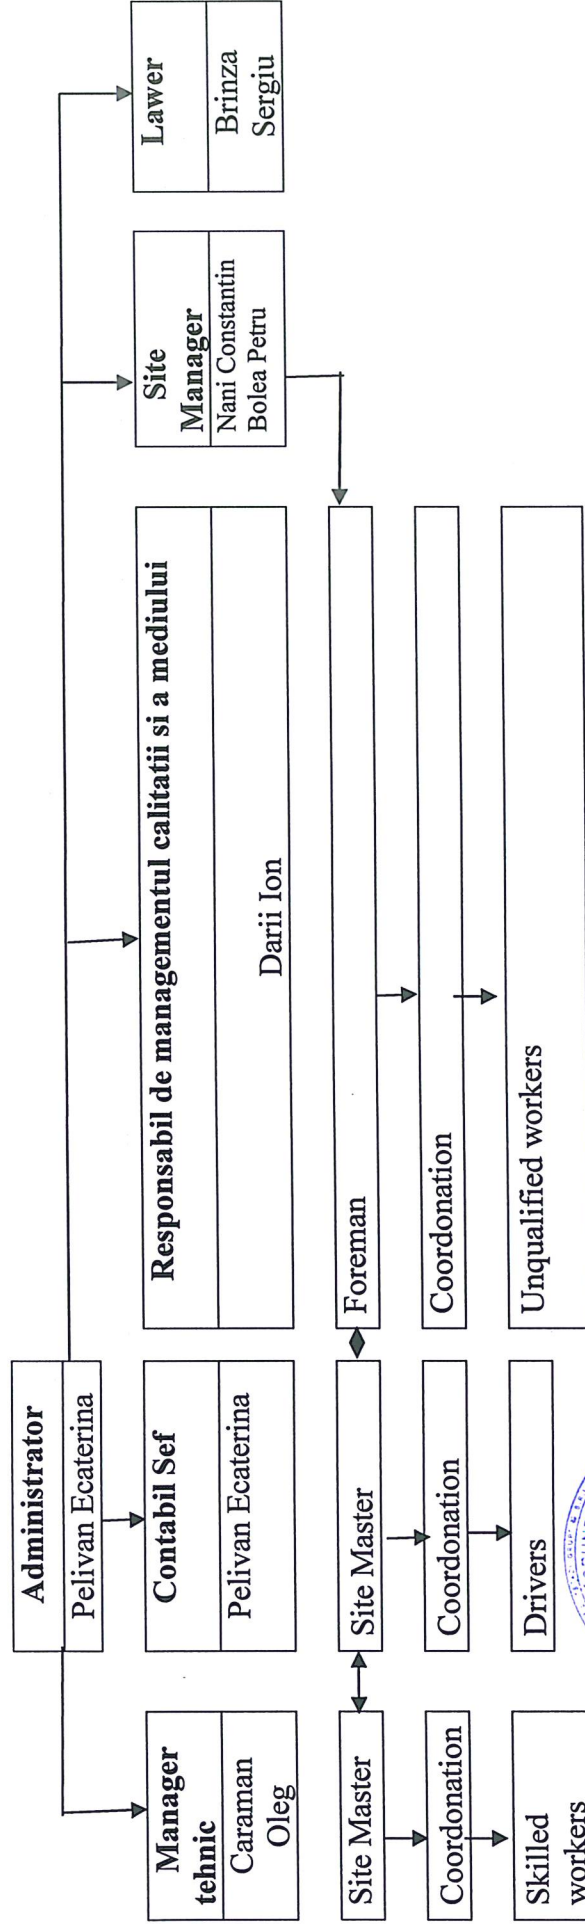 Administrator
Pelivan Ecaterina
Manager
tehnic
Caraman
Oleg
Contabil Sef
Pelivan Ecaterina
Responsabil de managementul calitatii si a mediului
Darii Ion
Site
Manager
Nani Constantin
Bolea Petru
Lawer
Brinza
Sergiu
Site Master
Site Master
Foreman
Coordonation
Coordonation
Coordonation
Skilled
workers
Drivers
Unqualified workers